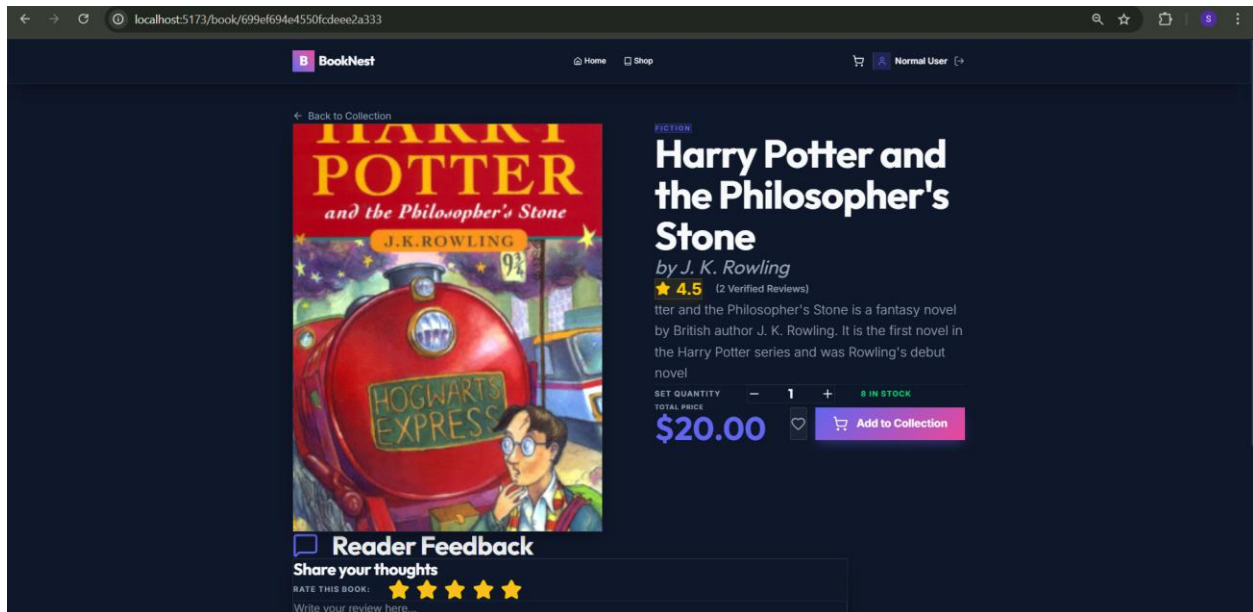 localhost:5173/book/699ef694e4550fcdeee2a333
S
B BookNest
Home
Shop
Normal User
← Back to Collection
HARRY
POTTER
and the Philosopher's Stone
J.K.ROWLING
9¾
HOGWARTS
EXPRESS
FICTION
Harry Potter and
the Philosopher's
Stone
by J. K. Rowling
4.5 (2 Verified Reviews)
tter and the Philosopher's Stone is a fantasy novel
by British author J. K. Rowling. It is the first novel in
the Harry Potter series and was Rowling's debut
novel
SET QUANTITY − 1 + 8 IN STOCK
TOTAL PRICE
$20.00
Add to Collection
Reader Feedback
Share your thoughts
RATE THIS BOOK:
Write your review here...